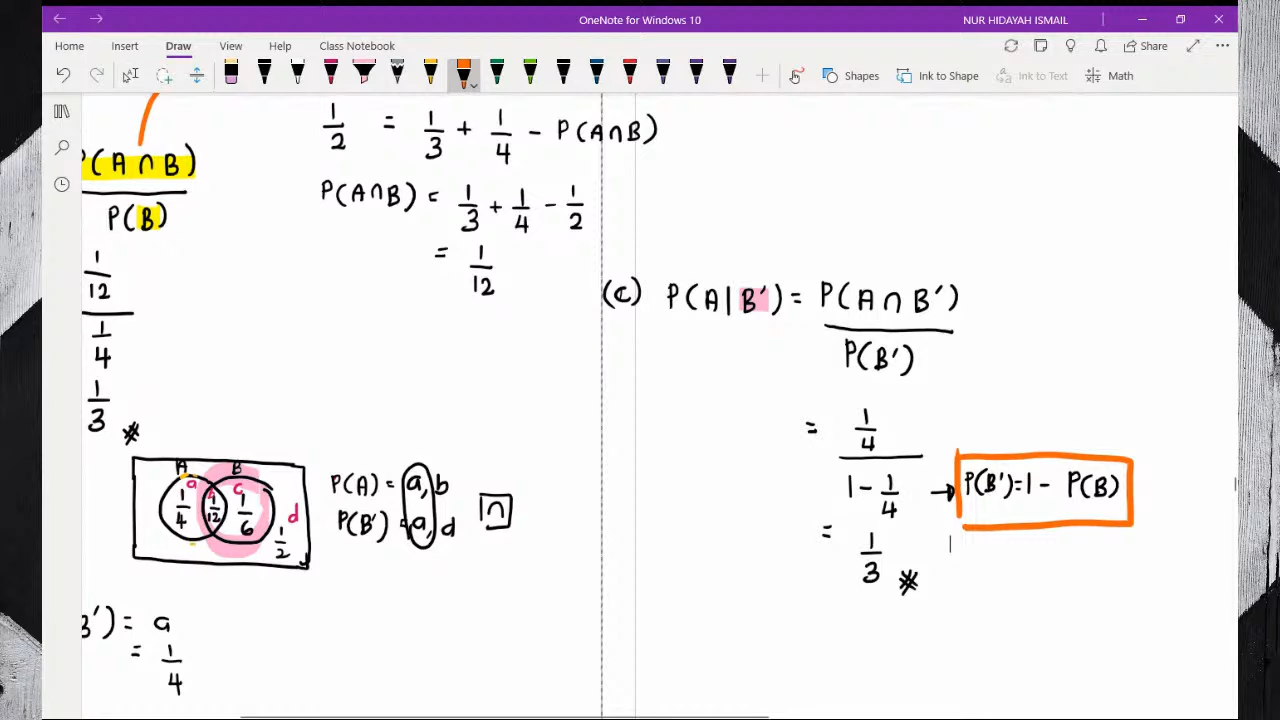 OneNote for Windows 10
NUR HIDAYAH ISMAIL
Home Insert Draw View Help Class Notebook
Share
Shapes Ink to Shape Ink to Text Math
P(A ∩ B)
P(B)
1
12
1
4
1
3 *
1/2 = 1/3 + 1/4 - P(A∩B)
P(A∩B) = 1/3 + 1/4 - 1/2
= 1/12
A B
a c
1/4 1/12 1/6 d
1/2
P(A) = a, b
P(B') = a, d
∩
B') = a
= 1/4
(c) P(A|B') = P(A ∩ B')
P(B')
= 1/4
1 - 1/4 → P(B') = 1 - P(B)
= 1/3 *